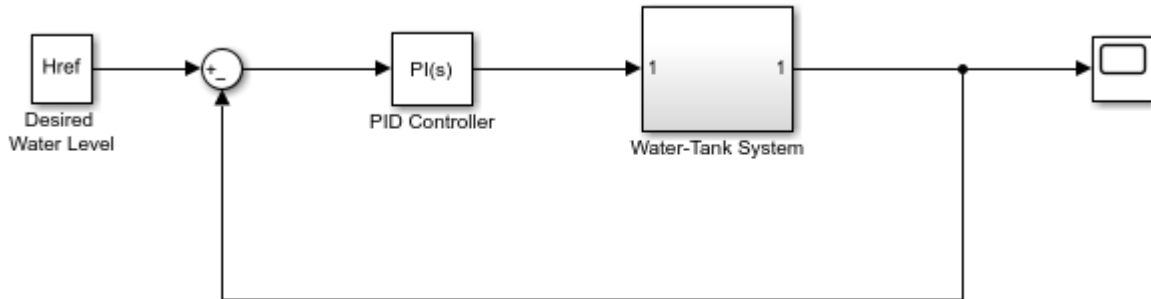 Href
+
−
PI(s)
1
1
Desired
Water Level
PID Controller
Water-Tank System